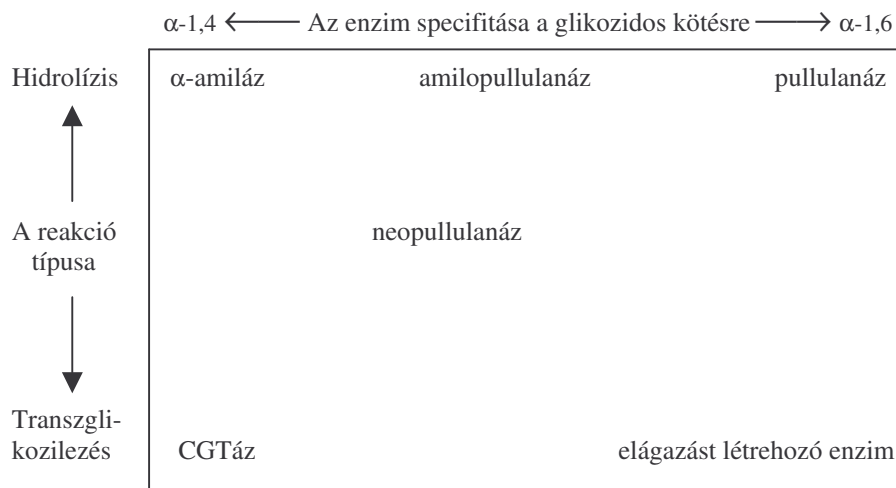 α-1,4 ← Az enzim specifitása a glikozidos kötésre → α-1,6
Hidrolízis α-amiláz amilopullulanáz pullulanáz
A reakció neopullulanáz
típusa
Transzgli-
kozilezés CGTáz elágazást létrehozó enzim